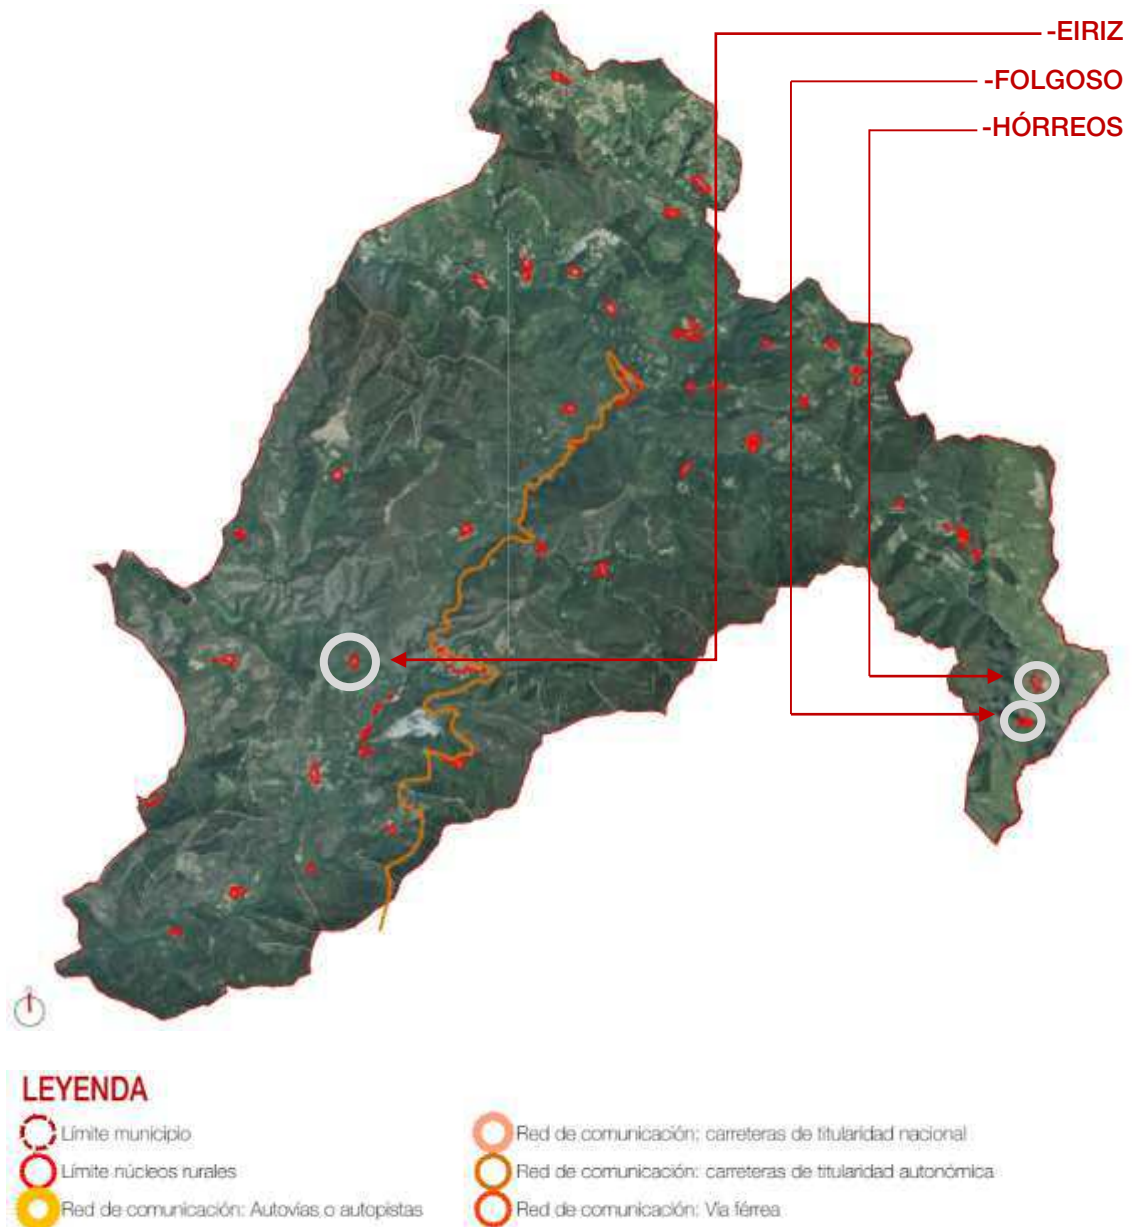 -EIRIZ
-FOLGOSO
-HÓRREOS
LEYENDA
Límite municipio
Límite núcleos rurales
Red de comunicación: Autovías o autopistas
Red de comunicación: carreteras de titularidad nacional
Red de comunicación: carreteras de titularidad autonómica
Red de comunicación: Vía férrea